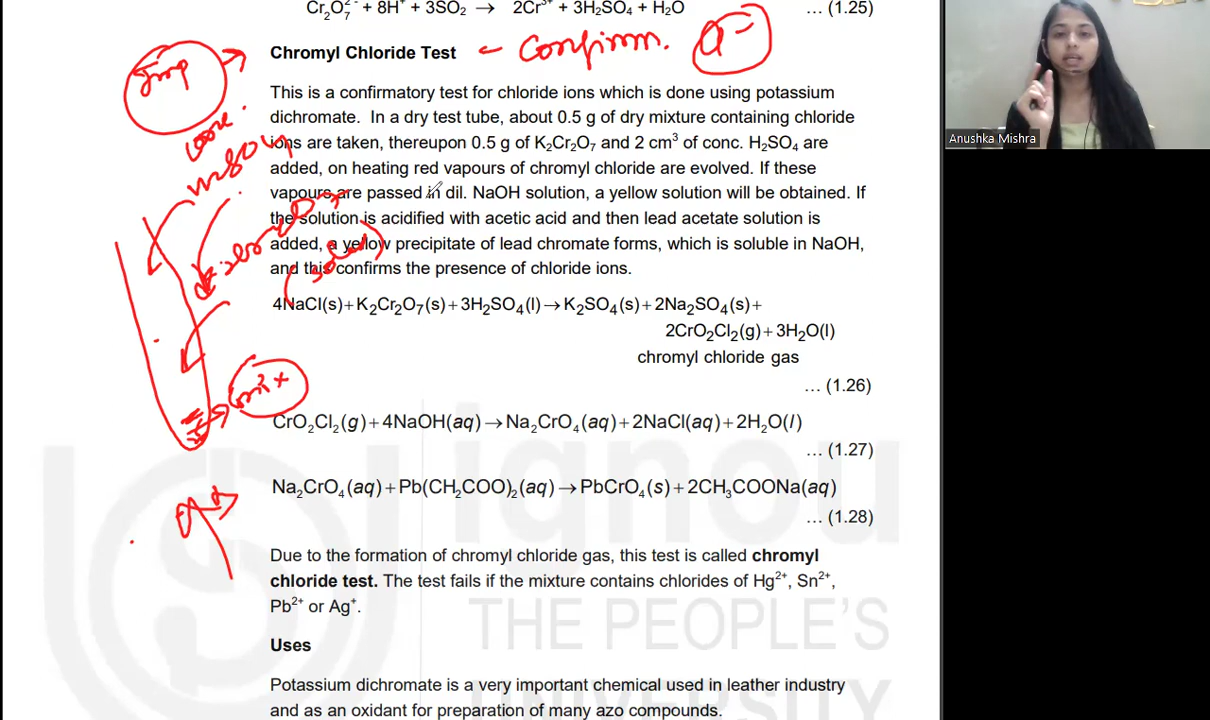 Cr₂O₇²⁻ + 8H⁺ + 3SO₂ → 2Cr³⁺ + 3H₂SO₄ + H₂O ... (1.25)
Chromyl Chloride Test ← Confirm. Cl⁻
Imp
This is a confirmatory test for chloride ions which is done using potassium
dichromate. In a dry test tube, about 0.5 g of dry mixture containing chloride
ions are taken, thereupon 0.5 g of K₂Cr₂O₇ and 2 cm³ of conc. H₂SO₄ are
added, on heating red vapours of chromyl chloride are evolved. If these
vapours are passed in dil. NaOH solution, a yellow solution will be obtained. If
the solution is acidified with acetic acid and then lead acetate solution is
added, a yellow precipitate of lead chromate forms, which is soluble in NaOH,
and this confirms the presence of chloride ions.
conc. H₂SO₄
K₂Cr₂O₇
(solid)
4NaCl(s)+K₂Cr₂O₇(s)+3H₂SO₄(l)→K₂SO₄(s)+2Na₂SO₄(s)+
2CrO₂Cl₂(g)+3H₂O(l)
chromyl chloride gas
... (1.26)
mix
CrO₂Cl₂(g)+4NaOH(aq)→Na₂CrO₄(aq)+2NaCl(aq)+2H₂O(l)
... (1.27)
Na₂CrO₄(aq)+Pb(CH₂COO)₂(aq)→PbCrO₄(s)+2CH₃COONa(aq)
... (1.28)
Due to the formation of chromyl chloride gas, this test is called chromyl
chloride test. The test fails if the mixture contains chlorides of Hg²⁺, Sn²⁺,
Pb²⁺ or Ag⁺.
Uses
Potassium dichromate is a very important chemical used in leather industry
and as an oxidant for preparation of many azo compounds.
ignou
THE PEOPLE'S
UNIVERSITY
Anushka Mishra